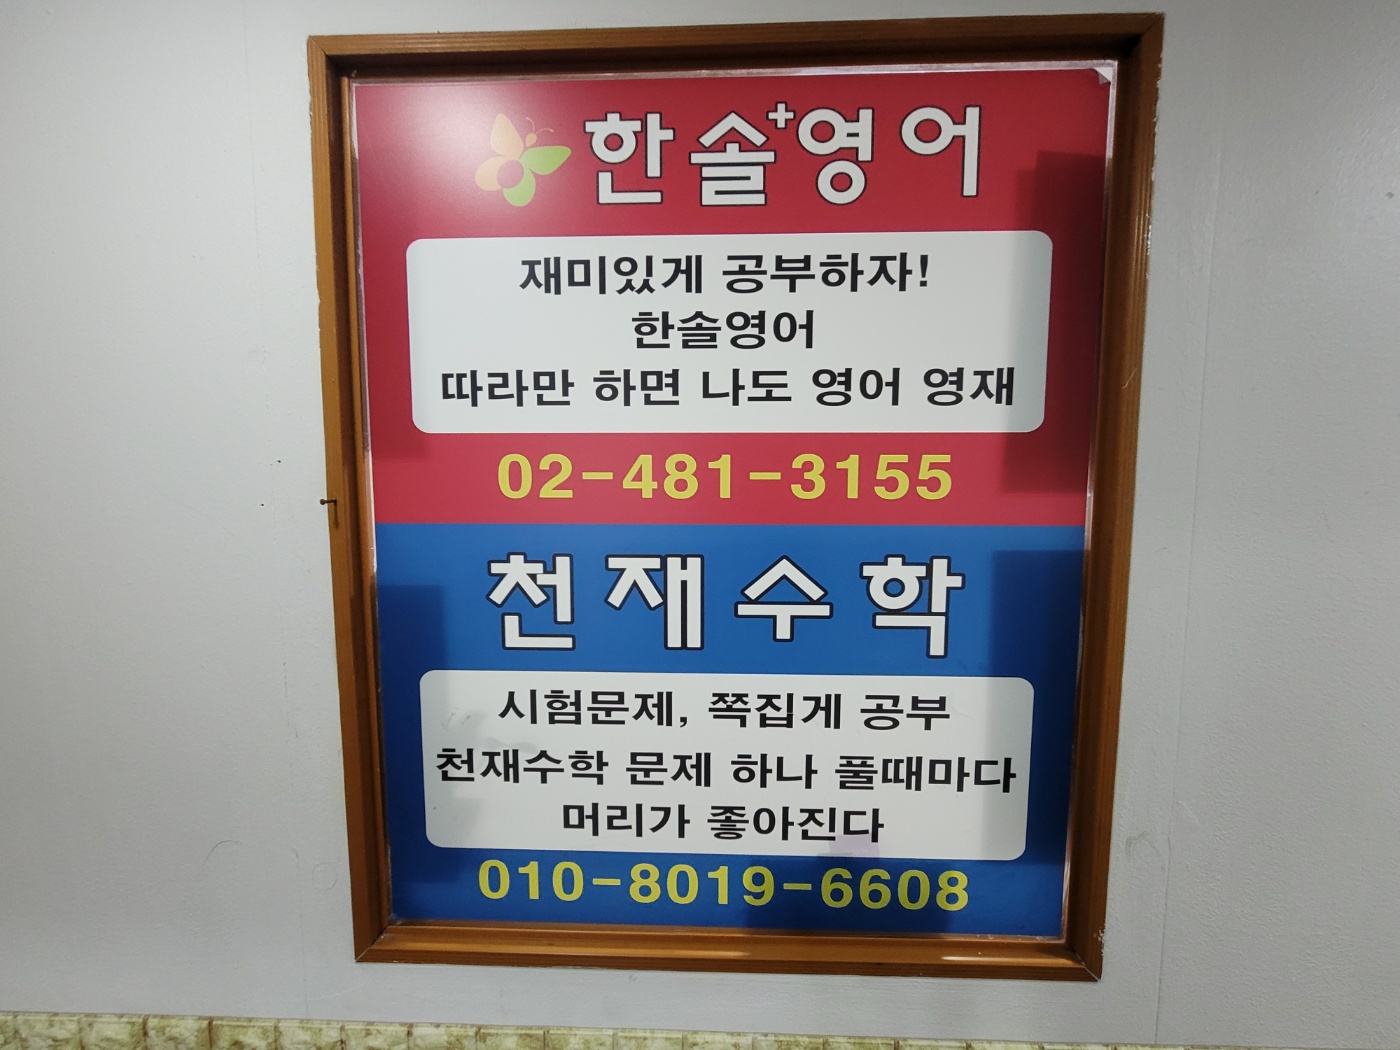 한솔+영어
재미있게 공부하자!
한솔영어
따라만 하면 나도 영어 영재
02-481-3155
천재수학
시험문제, 쪽집게 공부
천재수학 문제 하나 풀때마다
머리가 좋아진다
010-8019-6608